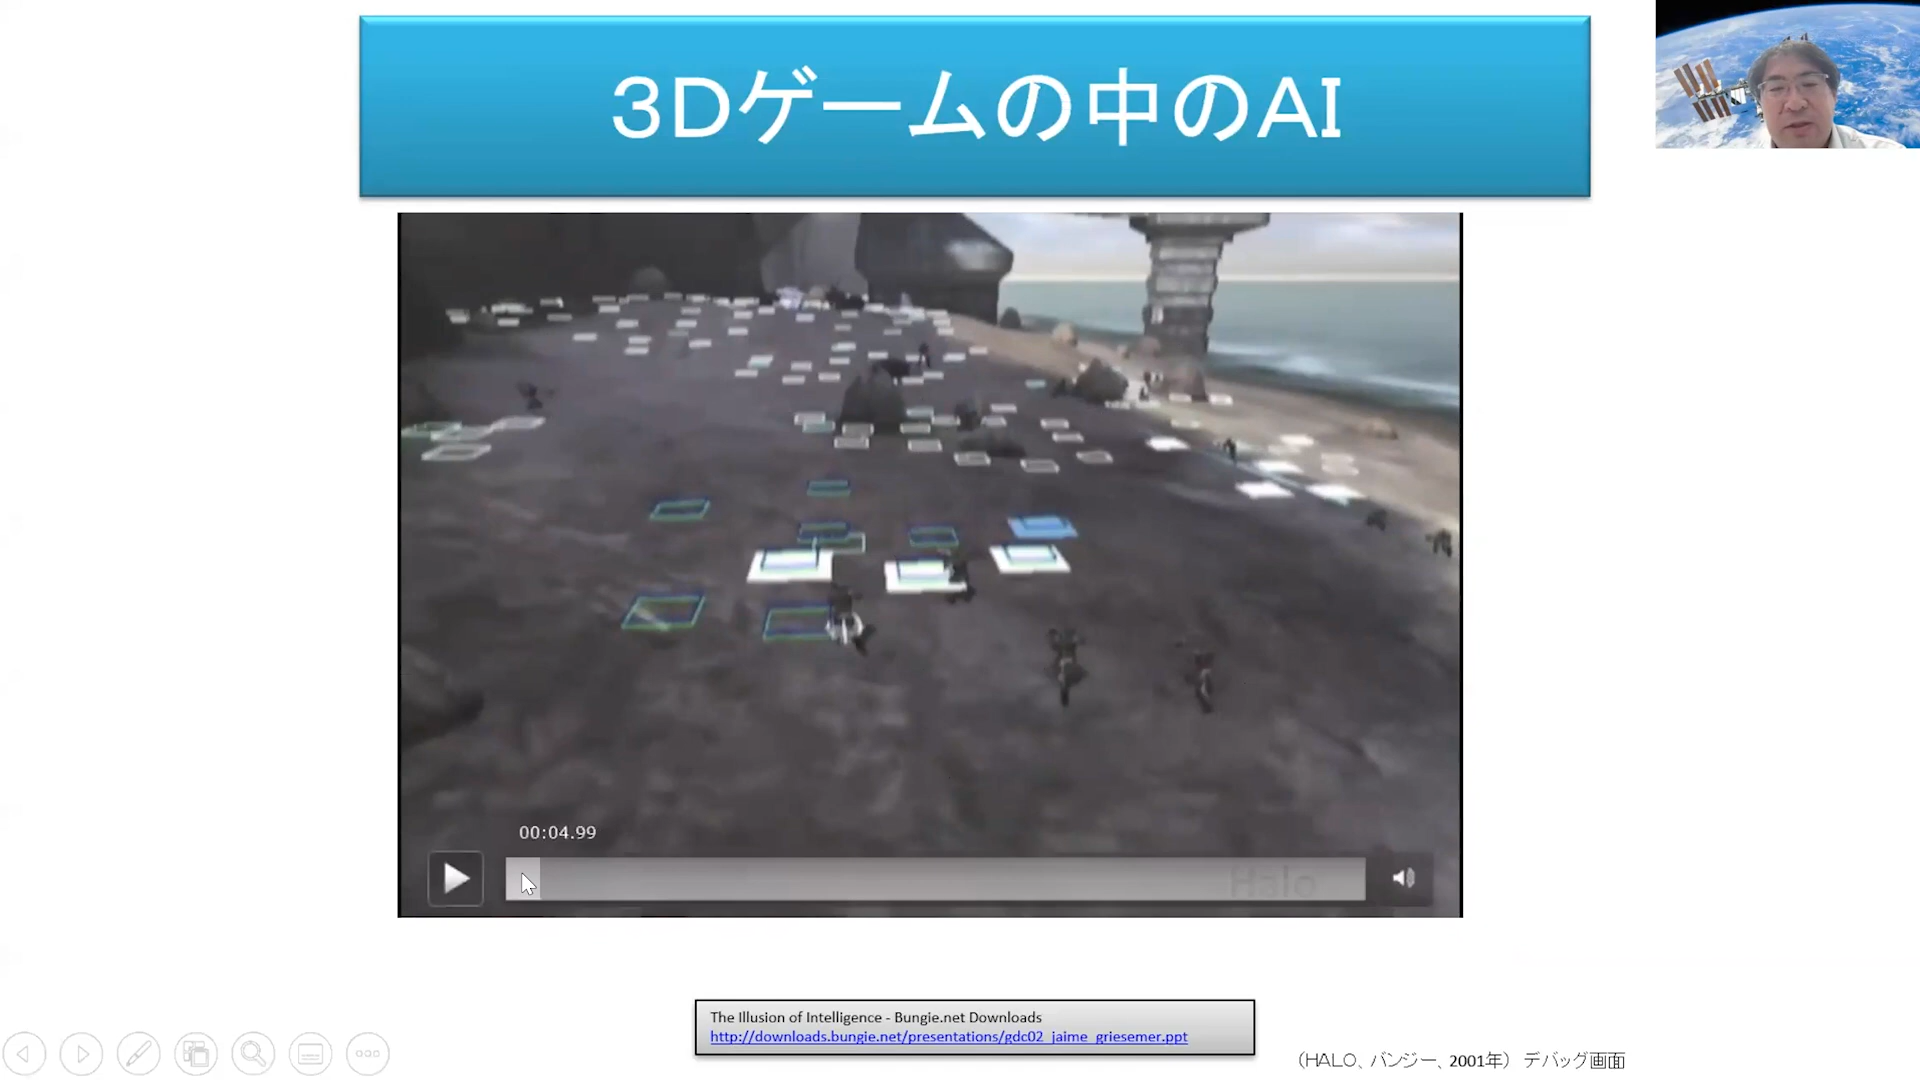 3Dゲームの中のAI
00:04.99
Halo
The Illusion of Intelligence - Bungie.net Downloads
http://downloads.bungie.net/presentations/gdc02_jaime_griesemer.ppt
（HALO、バンジー、2001年） デバッグ画面